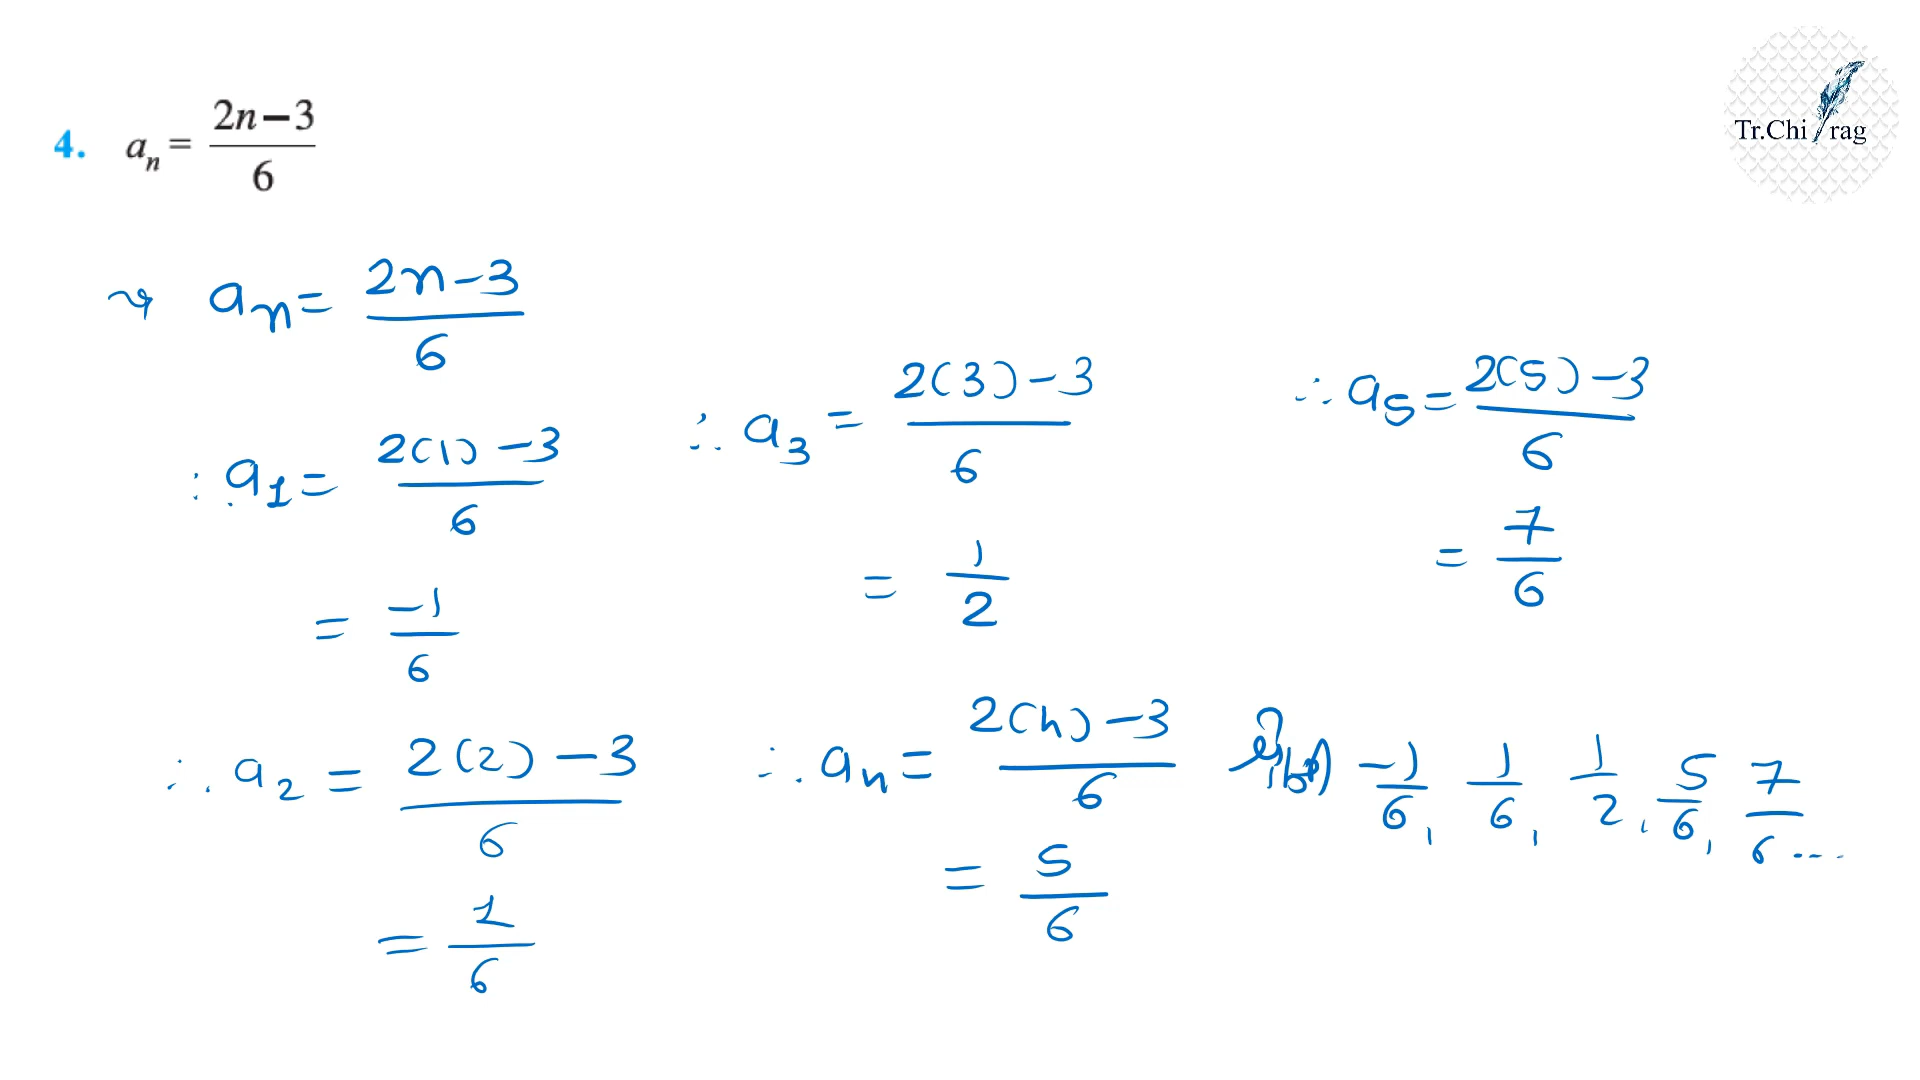 Tr.Chirag
4. aₙ = (2n−3)/6
aₙ = (2n−3)/6
∴ a₁ = (2(1)−3)/6
= −1/6
∴ a₂ = (2(2)−3)/6
= 1/6
∴ a₃ = (2(3)−3)/6
= 1/2
∴ aₙ = (2(n)−3)/6
= 5/6
∴ a₅ = (2(5)−3)/6
= 7/6
−1/6, 1/6, 1/2, 5/6, 7/6 ....